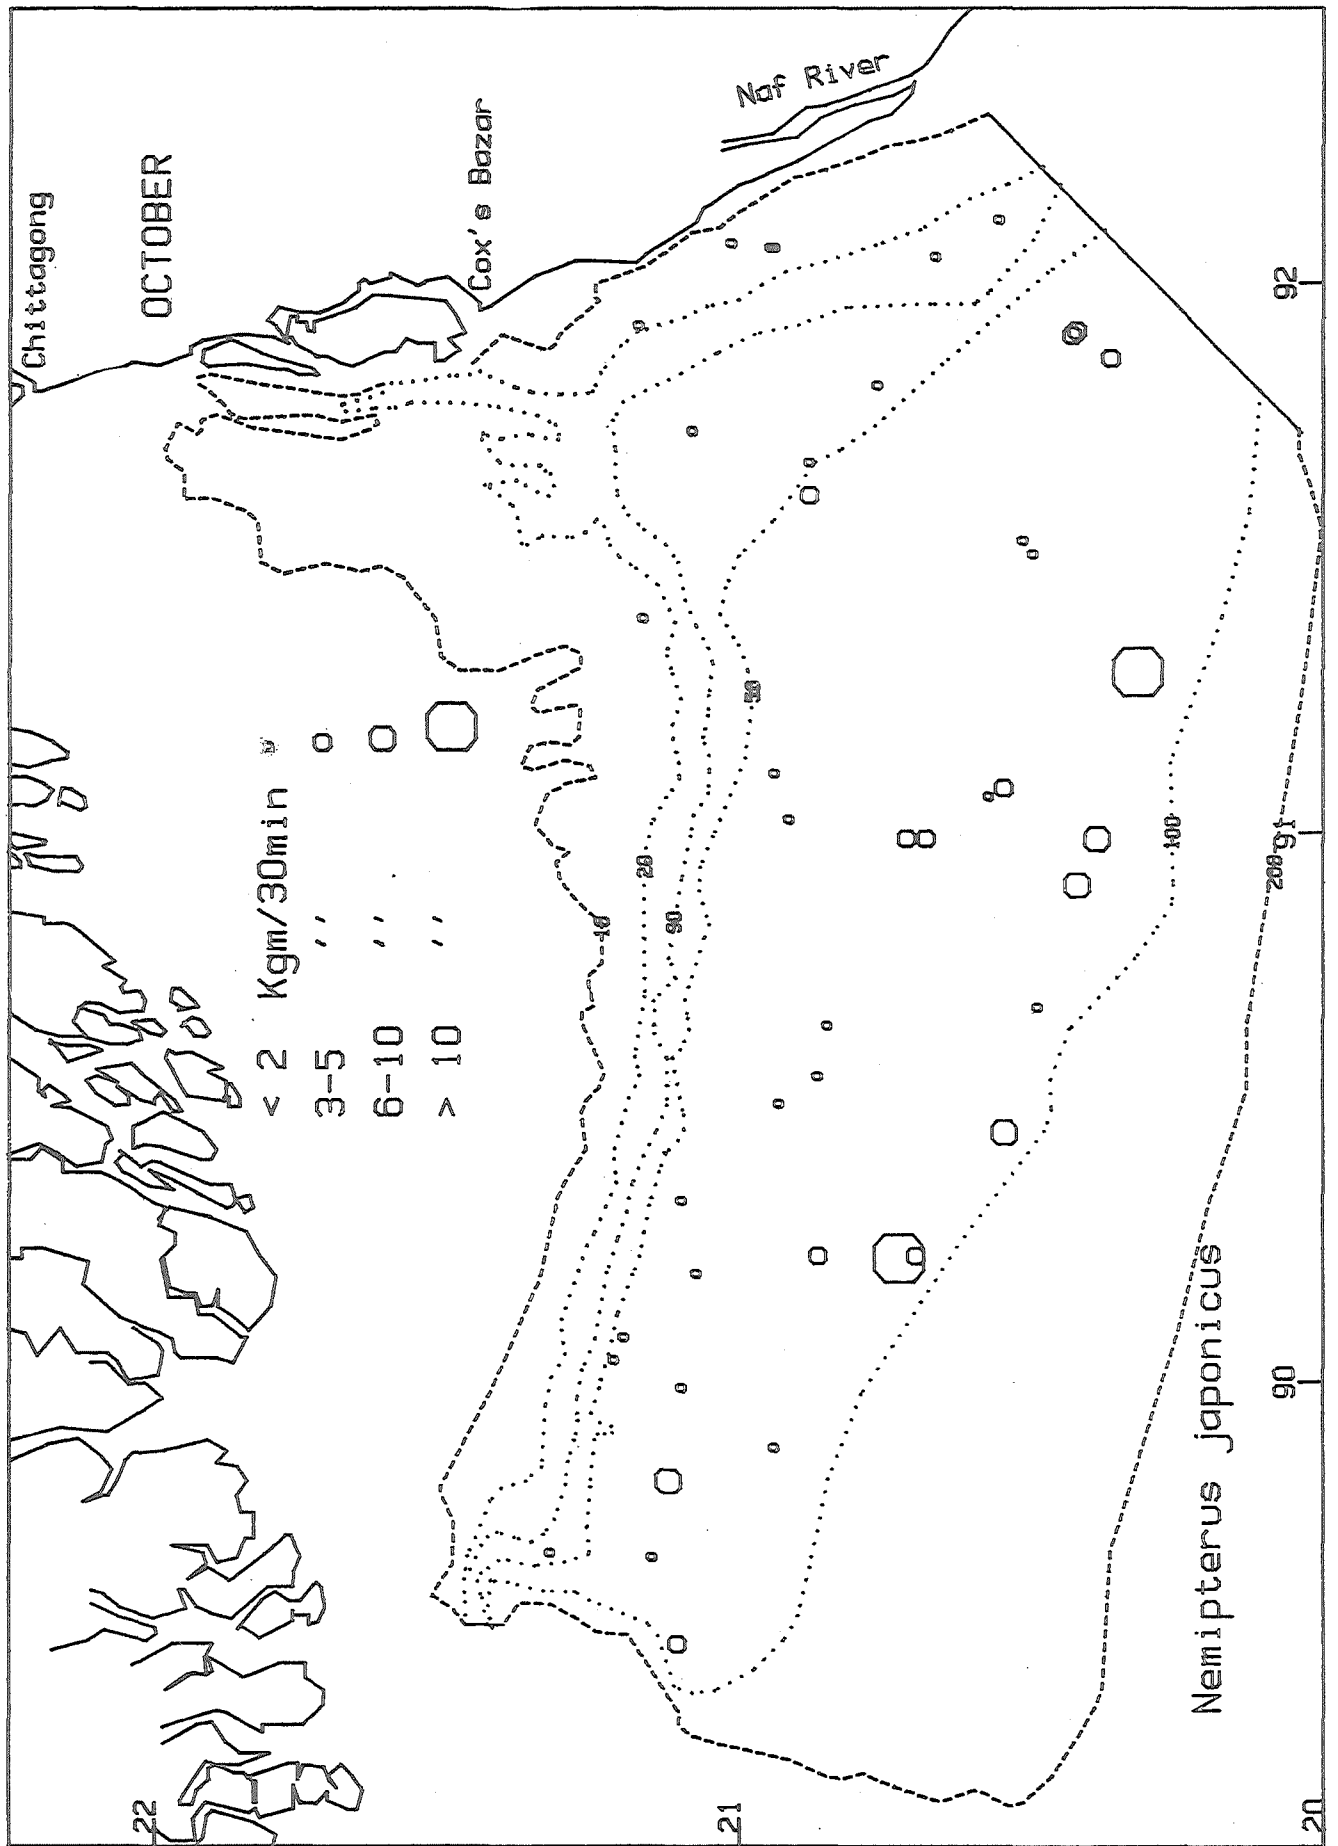 Chittagong
OCTOBER
Cox's Bazar
Naf River
< 2 Kgm/30min
3-5 ,, 
6-10 ,,
> 10 ,,
10
20
30
50
100
200
22
21
20
90
91
92
Nemipterus japonicus